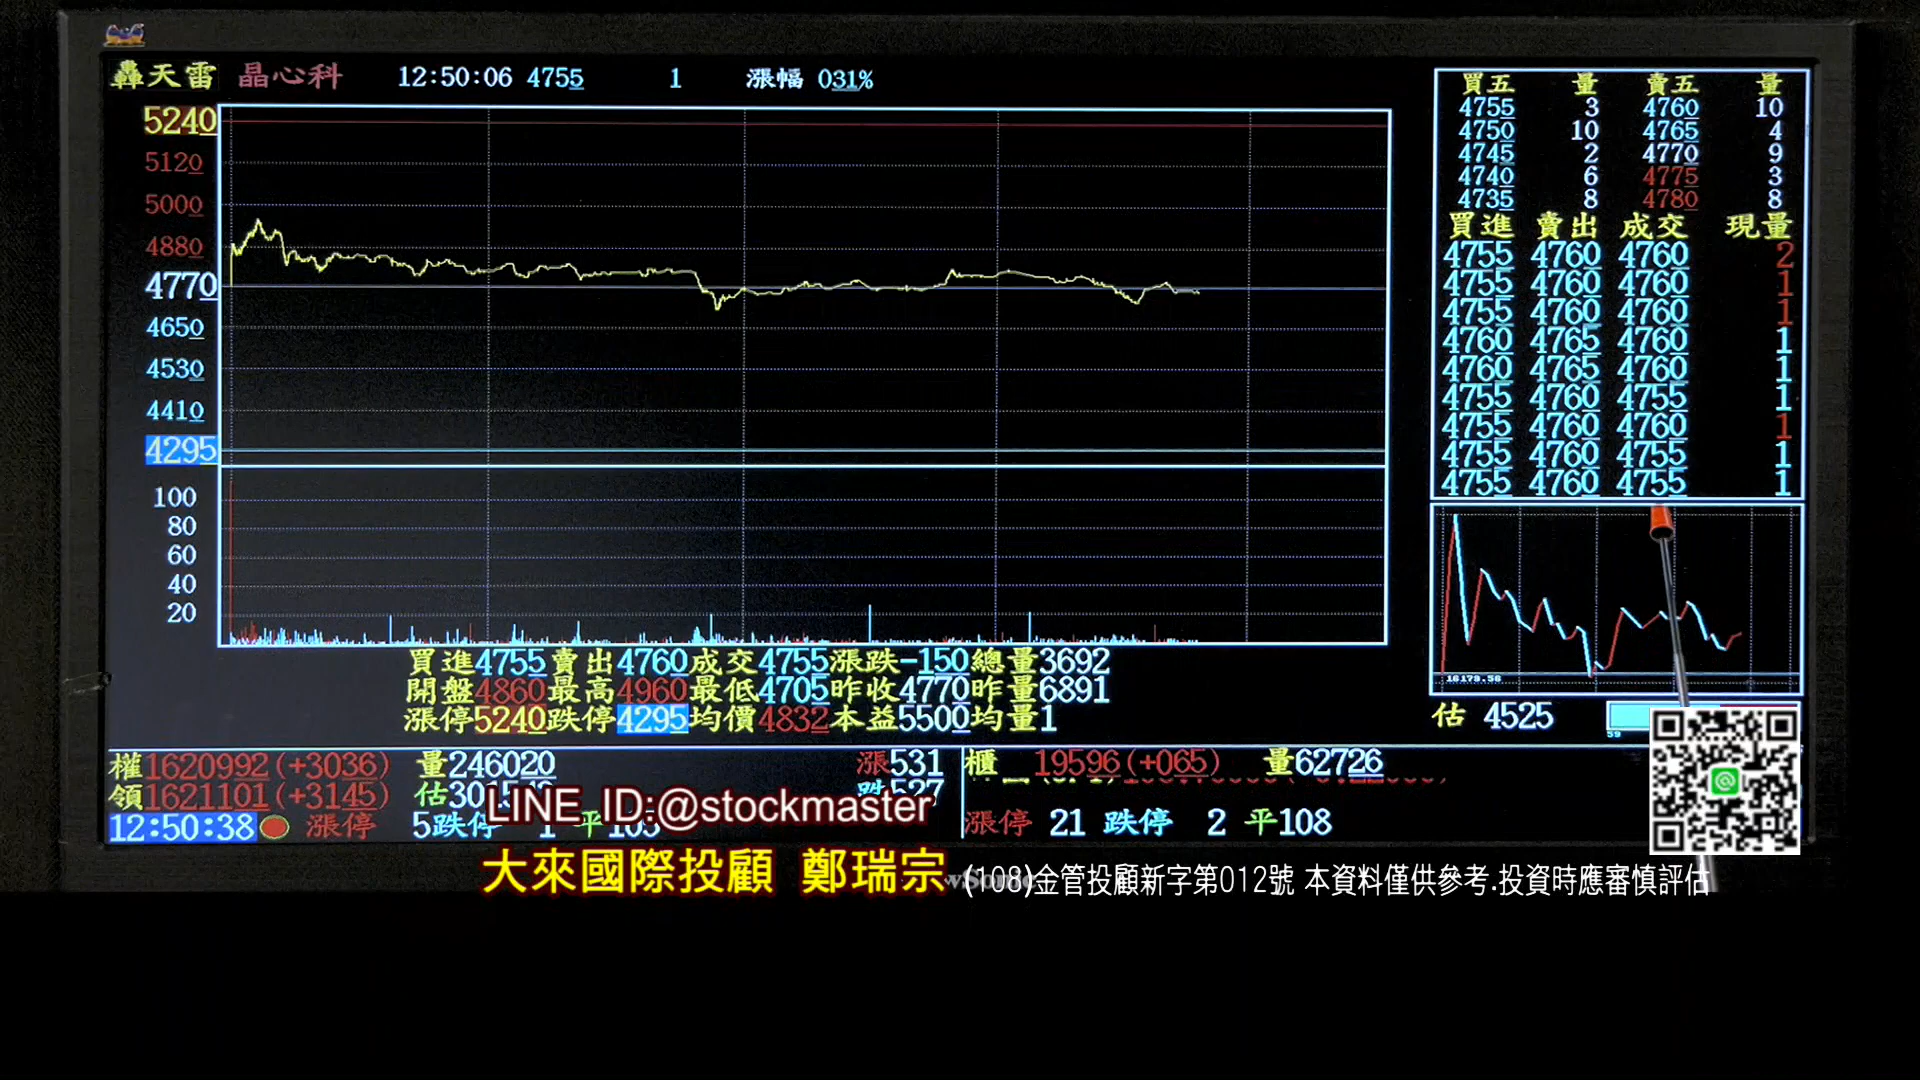 轟天雷 晶心科 12:50:06 4755 1 漲幅 031%
5240
5120
5000
4880
4770
4650
4530
4410
4295
100
80
60
40
20
買五 量 賣五 量
4755 3 4760 10
4750 10 4765 4
4745 2 4770 9
4740 6 4775 3
4735 8 4780 8
買進 賣出 成交 現量
4755 4760 4760 2
4755 4760 4760 1
4755 4760 4760 1
4760 4765 4760 1
4760 4765 4760 1
4755 4760 4755 1
4755 4760 4760 1
4755 4760 4755 1
4755 4760 4755 1
16179.56
估 4525
59
買進4755賣出4760成交4755漲跌-150總量3692
開盤4860最高4960最低4705昨收4770昨量6891
漲停5240跌停4295均價4832本益5500均量1
權1620992(+3036) 量246020 漲531
領1621101(+3145) 估 跌527
12:50:38 漲停 5跌停 1 平
櫃 19596(+065) 量62726
漲停 21 跌停 2 平108
LINE ID:@stockmaster
大來國際投顧 鄭瑞宗
(108)金管投顧新字第012號 本資料僅供參考.投資時應審慎評估